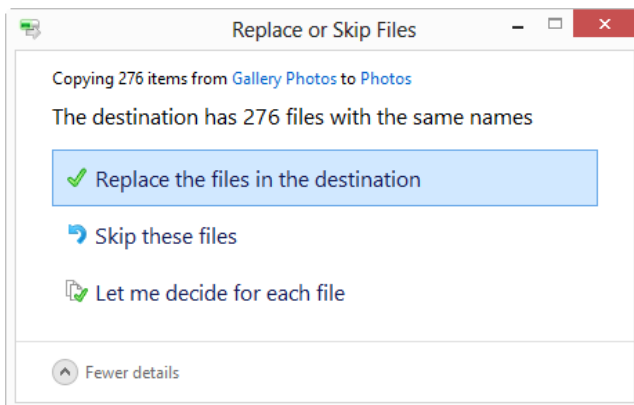 Replace or Skip Files
Copying 276 items from Gallery Photos to Photos
The destination has 276 files with the same names
Replace the files in the destination
Skip these files
Let me decide for each file
Fewer details